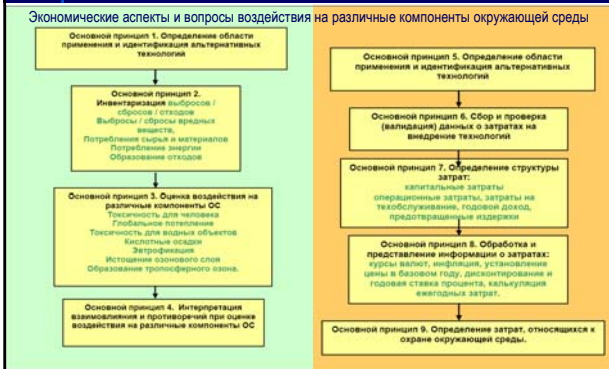 Экономические аспекты и вопросы воздействия на различные компоненты окружающей среды
Основной принцип 1. Определение области
применения и идентификация альтернативных
технологий
Основной принцип 2.
Инвентаризация выбросов /
сбросов / отходов
Выбросы / сбросы вредных
веществ,
Потребления сырья и материалов
Потребление энергии
Образование отходов
Основной принцип 3. Оценка воздействия на
различные компоненты ОС
Токсичность для человека
Глобальное потепление
Токсичность для водных объектов
Кислотные осадки
Эвтрофикация
Истощение озонового слоя
Образование тропосферного озона.
Основной принцип 4. Интерпретация
взаимовлияния и противоречий при оценке
воздействия на различные компоненты ОС
Основной принцип 5. Определение области
применения и идентификация альтернативных
технологий
Основной принцип 6. Сбор и проверка
(валидация) данных о затратах на
внедрение технологий
Основной принцип 7. Определение структуры
затрат:
капитальные затраты
операционные затраты, затраты на
техобслуживание, годовой доход,
предотвращенные издержки
Основной принцип 8. Обработка и
представление информации о затратах:
курсы валют, инфляция, установление
цены в базовом году, дисконтирование и
годовая ставка процента, калькуляция
ежегодных затрат.
Основной принцип 9. Определение затрат, относящихся к
охране окружающей среды.